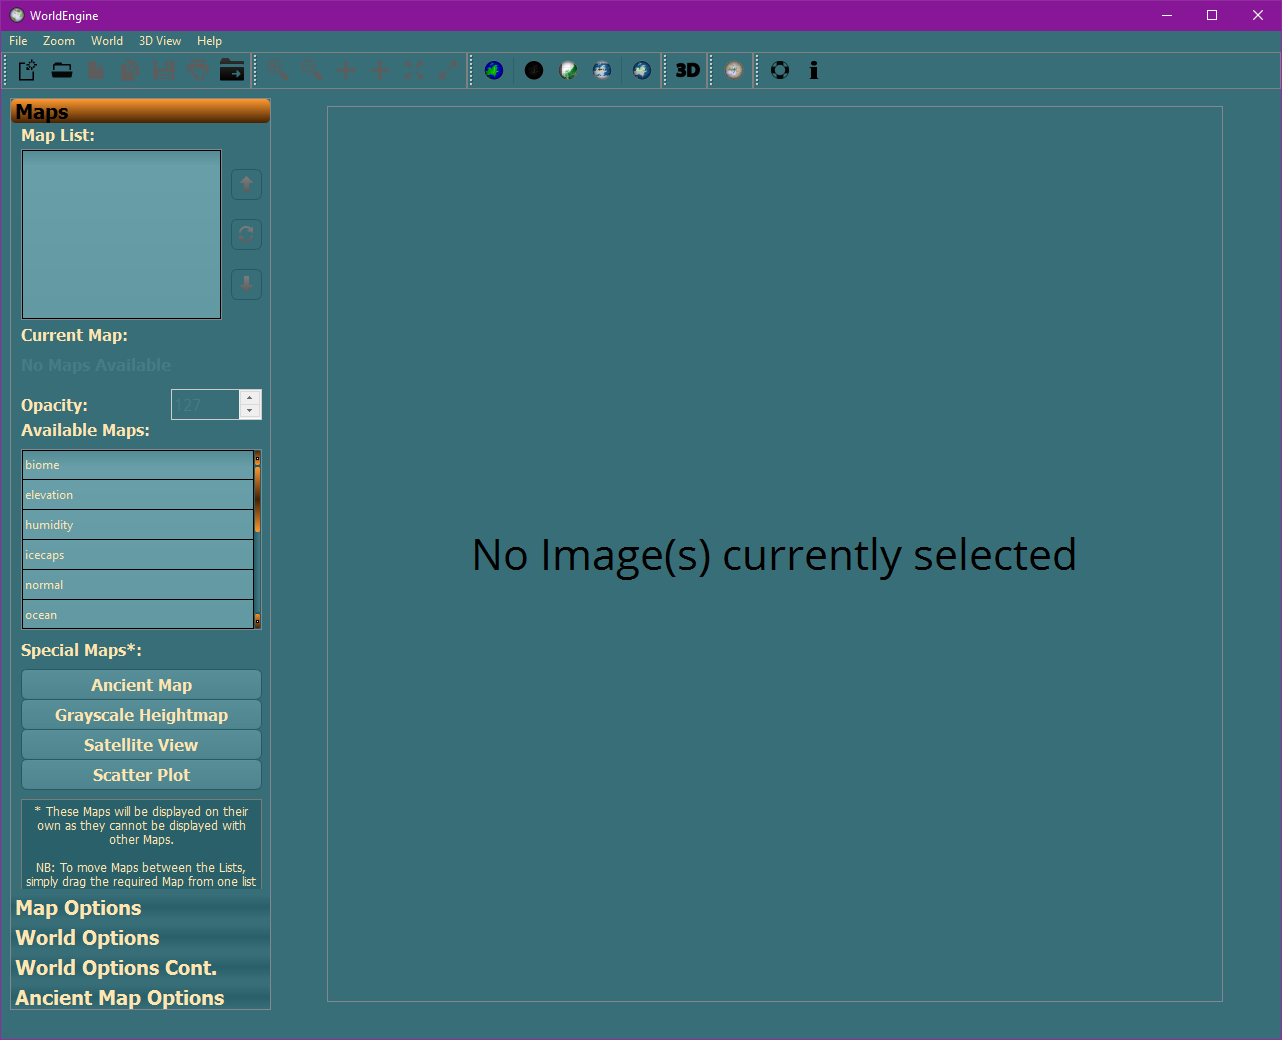 WorldEngine
File Zoom World 3D View Help
3D
Maps
Map List:
Current Map:
No Maps Available
Opacity: 127
Available Maps:
biome
elevation
humidity
icecaps
normal
ocean
Special Maps*:
Ancient Map
Grayscale Heightmap
Satellite View
Scatter Plot
* These Maps will be displayed on their
own as they cannot be displayed with
other Maps.
NB: To move Maps between the Lists,
simply drag the required Map from one list
Map Options
World Options
World Options Cont.
Ancient Map Options
No Image(s) currently selected